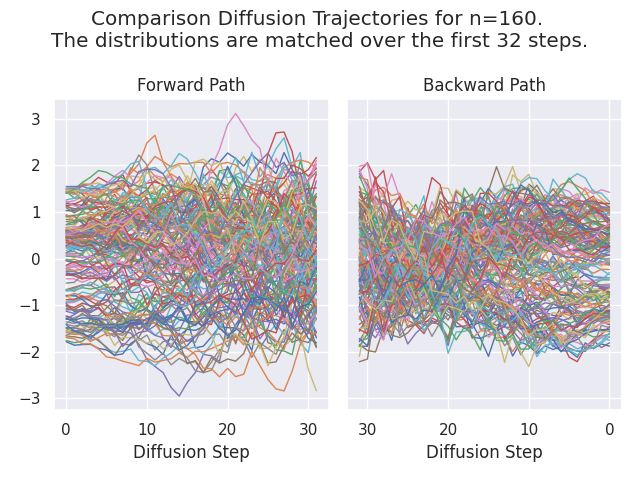 Comparison Diffusion Trajectories for n=160.
The distributions are matched over the first 32 steps.
Forward Path
Backward Path
3
2
1
0
−1
−2
−3
0
10
20
30
30
20
10
0
Diffusion Step
Diffusion Step